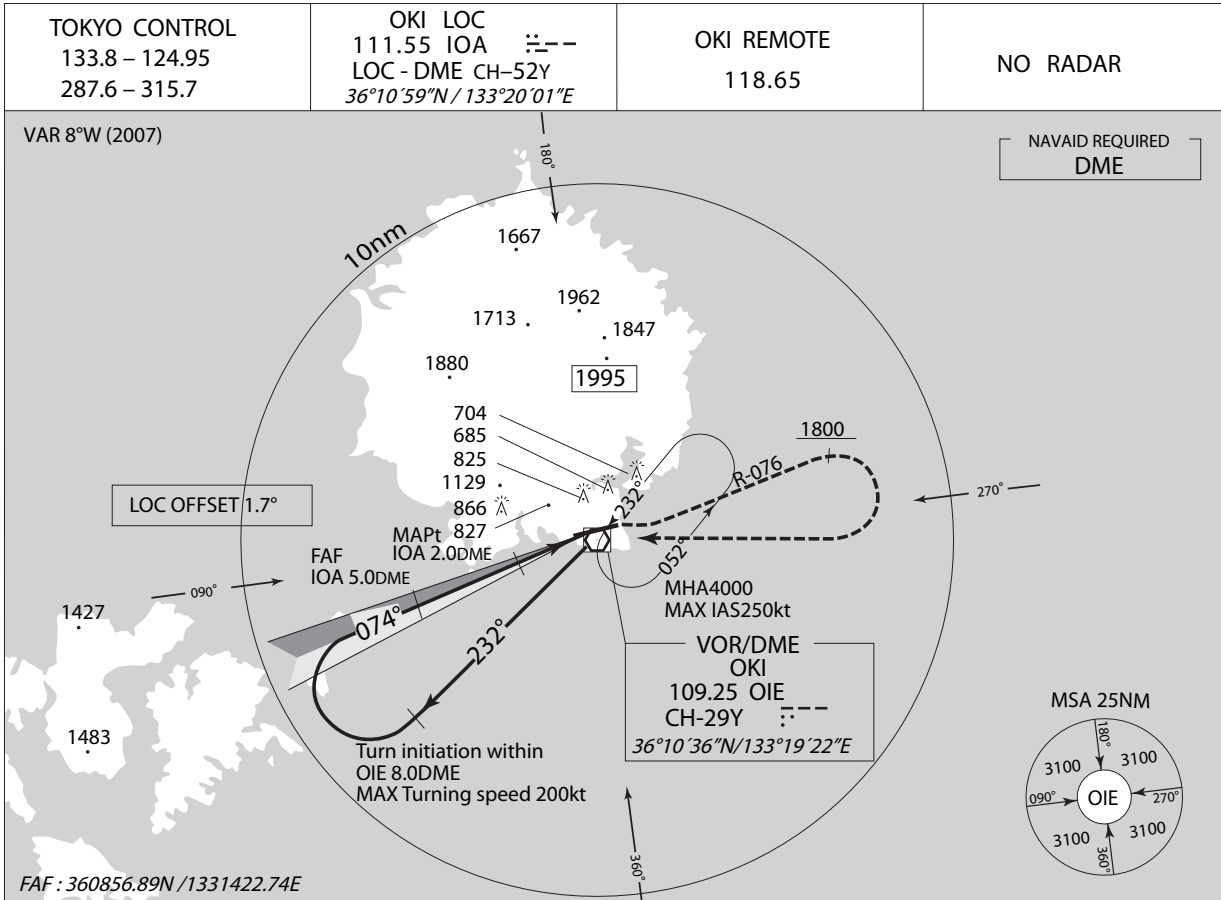 TOKYO CONTROL
133.8 – 124.95
287.6 – 315.7
OKI LOC
111.55 IOA
LOC - DME CH–52Y
36°10´59″N / 133°20´01″E
OKI REMOTE
118.65
NO RADAR
VAR 8°W (2007)
NAVAID REQUIRED
DME
180°
10nm
1667
1962
1713
1847
1880
1995
704
685
825
1129
866
827
1800
R-076
270°
LOC OFFSET 1.7°
232°
052°
MAPt
IOA 2.0DME
FAF
IOA 5.0DME
090°
074°
232°
MHA4000
MAX IAS250kt
1427
1483
VOR/DME
OKI
109.25 OIE
CH-29Y
36°10´36″N/133°19´22″E
Turn initiation within
OIE 8.0DME
MAX Turning speed 200kt
360°
MSA 25NM
180°
3100
3100
090°
OIE
270°
3100
3100
360°
FAF : 360856.89N /1331422.74E